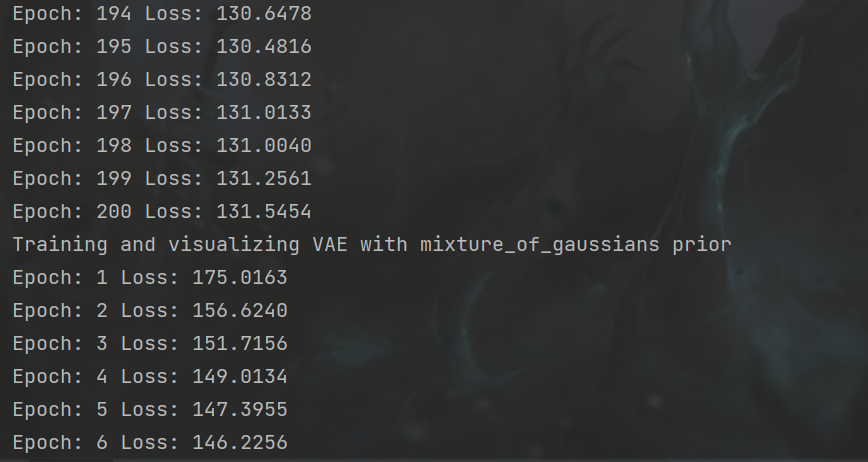 Epoch: 194 Loss: 130.6478
Epoch: 195 Loss: 130.4816
Epoch: 196 Loss: 130.8312
Epoch: 197 Loss: 131.0133
Epoch: 198 Loss: 131.0040
Epoch: 199 Loss: 131.2561
Epoch: 200 Loss: 131.5454
Training and visualizing VAE with mixture_of_gaussians prior
Epoch: 1 Loss: 175.0163
Epoch: 2 Loss: 156.6240
Epoch: 3 Loss: 151.7156
Epoch: 4 Loss: 149.0134
Epoch: 5 Loss: 147.3955
Epoch: 6 Loss: 146.2256